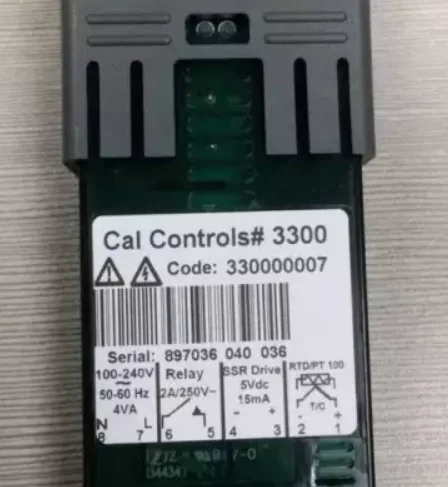 Cal Controls# 3300
Code: 330000007
Serial: 897036 040 036
100-240V Relay SSR Drive RTD/PT 100
~ 2A/250V~ 5Vdc
50-60 Hz 15mA
4VA T/C
N L - + - +
8 7 6 5 4 3 2 1